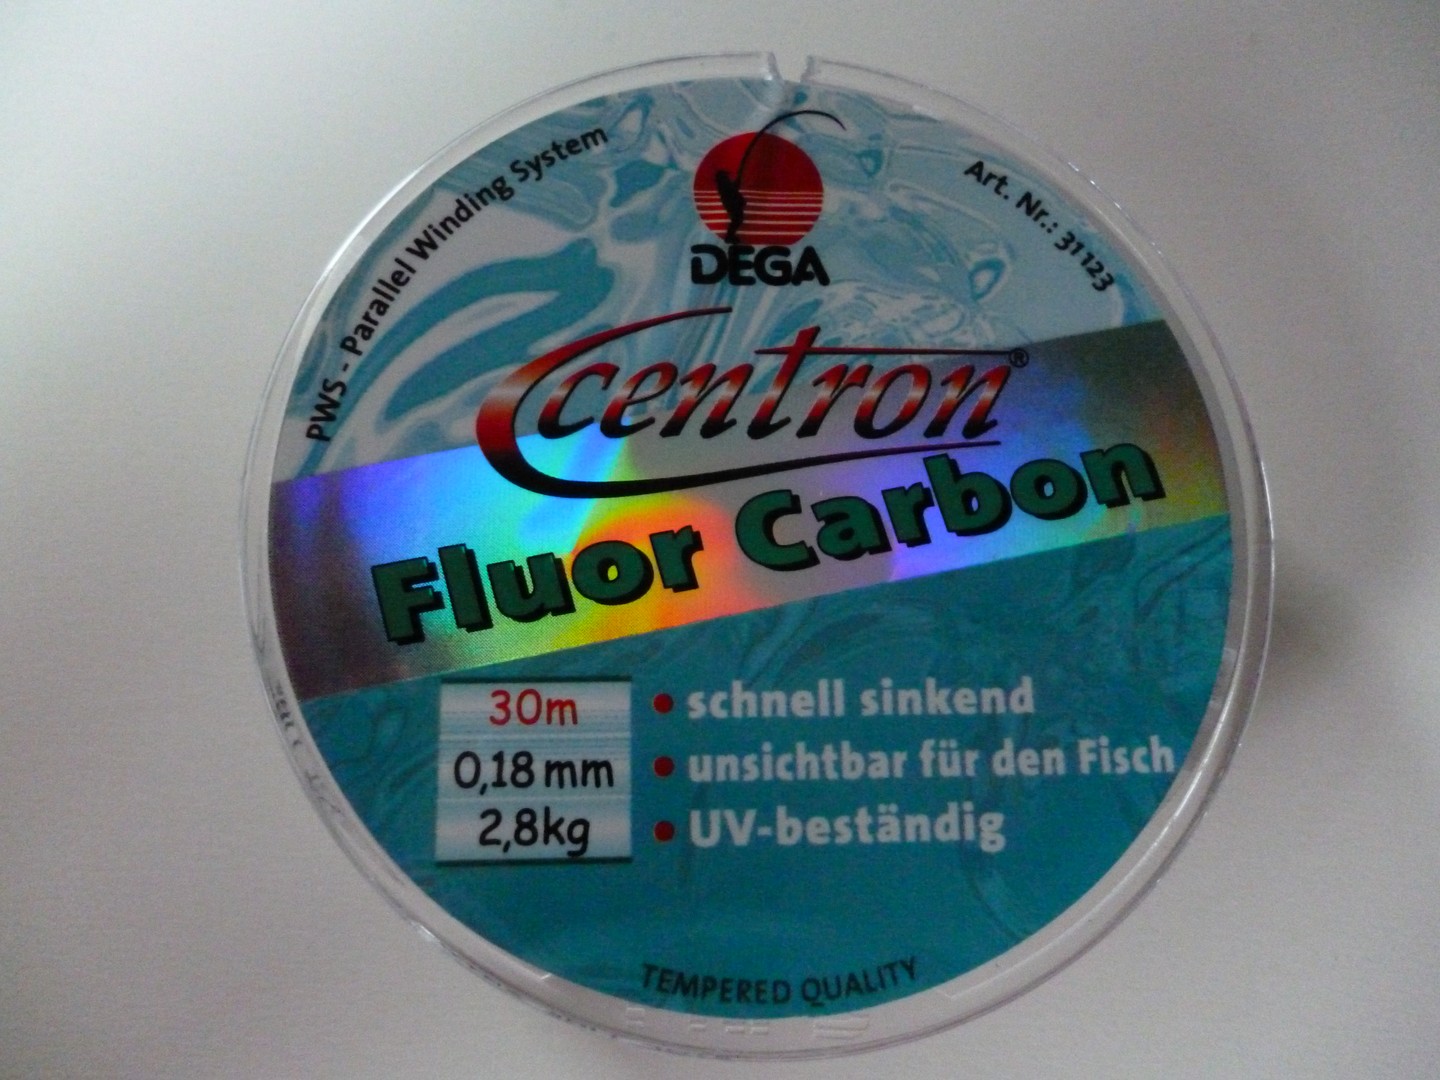 PWS - Parallel Winding System
DEGA
Art. Nr.: 31123
centron®
Fluor Carbon
30m
0,18 mm
2,8kg
• schnell sinkend
• unsichtbar für den Fisch
• UV-beständig
TEMPERED QUALITY